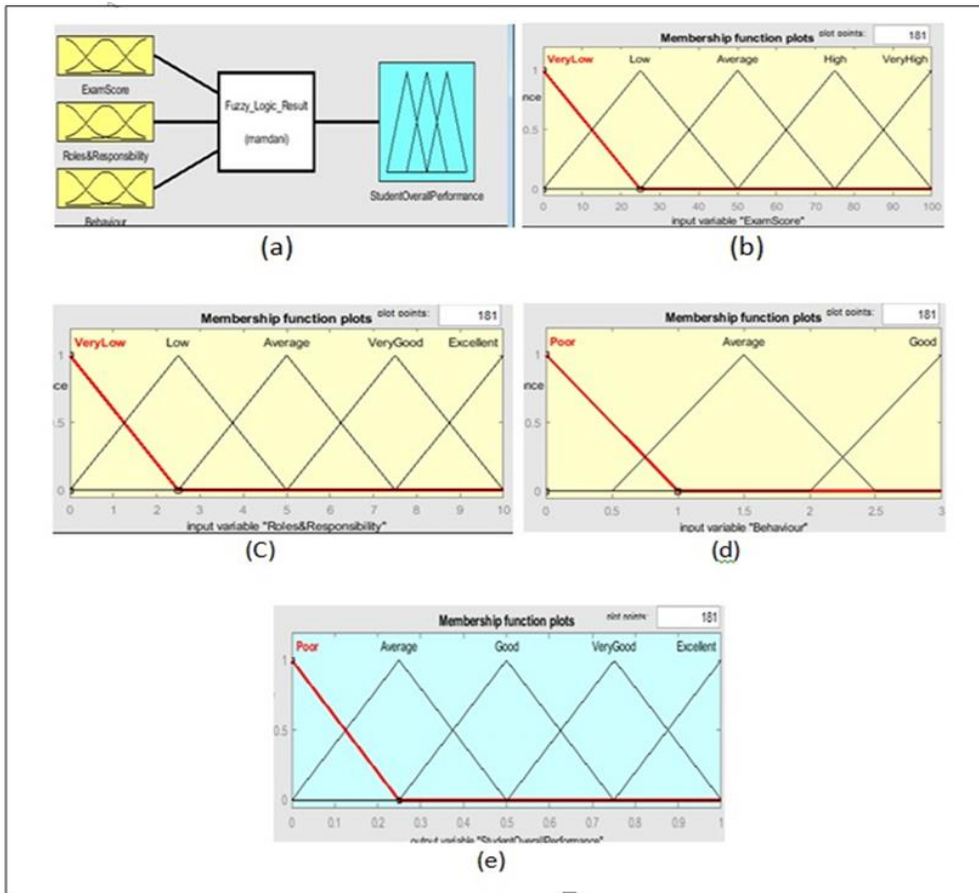 ExamScore
Roles&Responsibility
Behaviour
Fuzzy_Logic_Result
(mamdani)
StudentOverallPerformance
(a)
Membership function plots plot points: 181
VeryLow Low Average High VeryHigh
1
nce
0.5
0
0 10 20 30 40 50 60 70 80 90 100
input variable "ExamScore"
(b)
Membership function plots plot points: 181
VeryLow Low Average VeryGood Excellent
1
nce
0.5
0
0 1 2 3 4 5 6 7 8 9 10
input variable "Roles&Responsibility"
(C)
Membership function plots plot points: 181
Poor Average Good
1
nce
0.5
0
0 0.5 1 1.5 2 2.5 3
input variable "Behaviour"
(d)
Membership function plots plot points: 181
Poor Average Good VeryGood Excellent
1
0.5
0
0 0.1 0.2 0.3 0.4 0.5 0.6 0.7 0.8 0.9 1
output variable "StudentOverallPerformance"
(e)